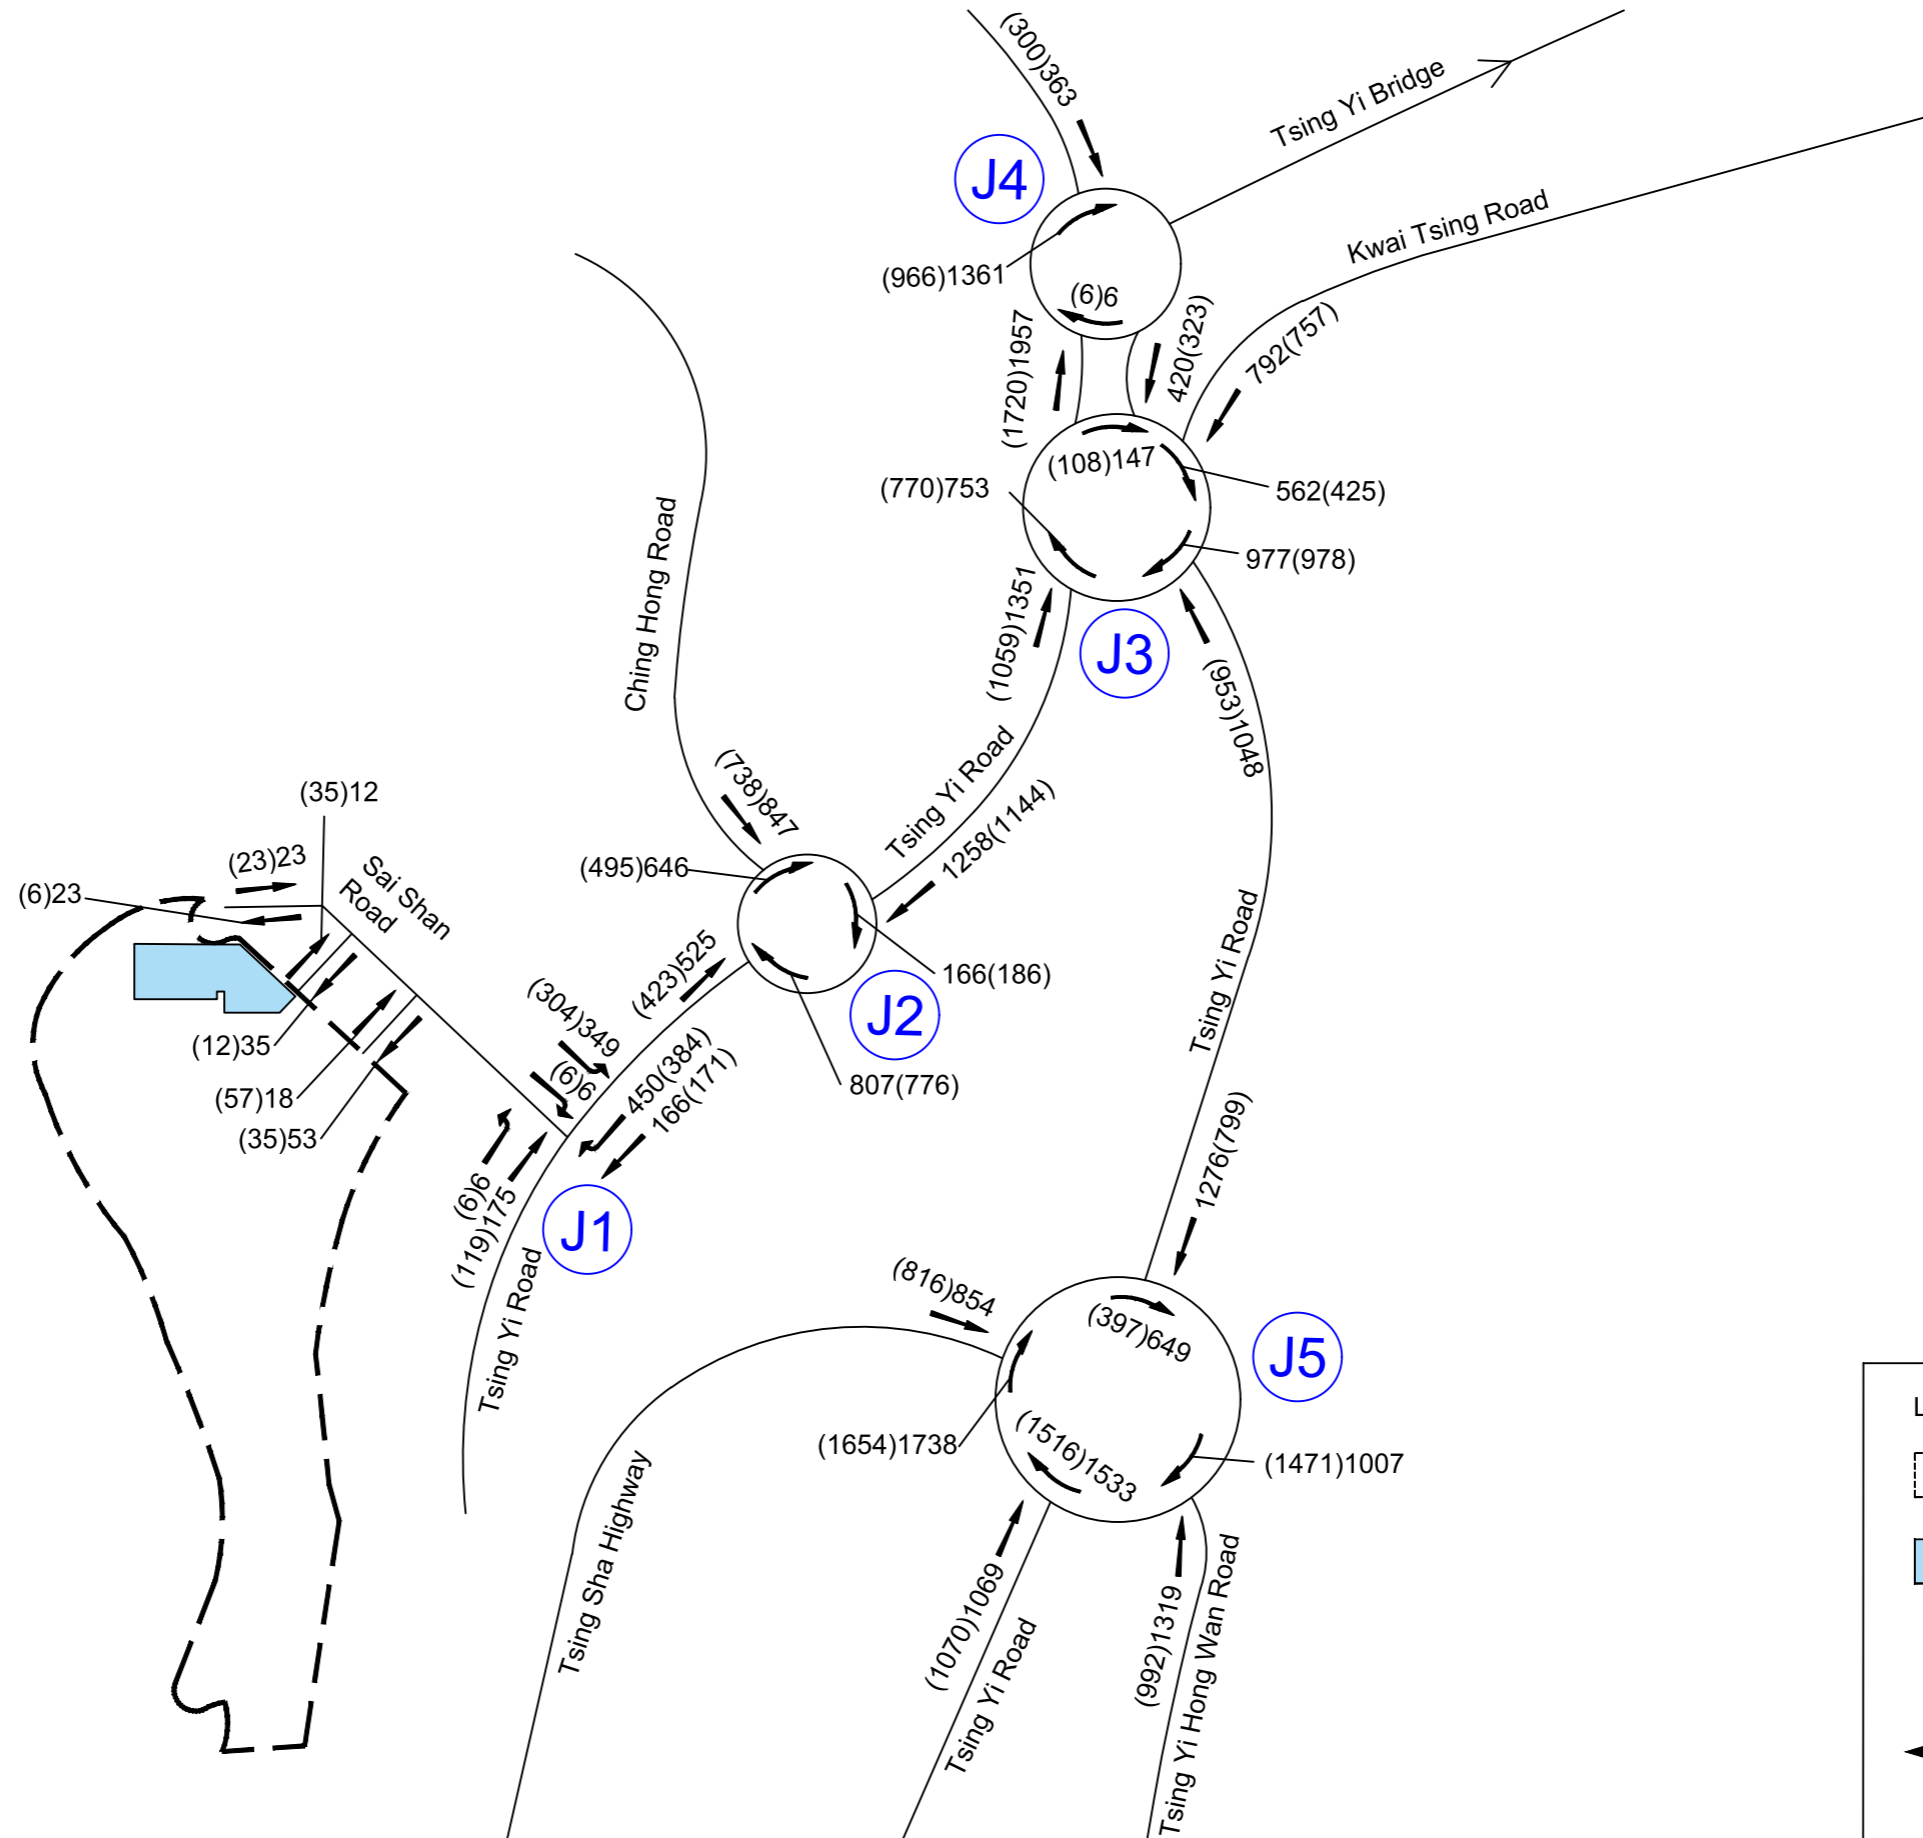 (300)363
Tsing Yi Bridge
J4
Kwai Tsing Road
(966)1361
(6)6
(1720)1957
420(323)
792(757)
(108)147
(770)753
562(425)
977(978)
Ching Hong Road
(1059)1351
J3
(953)1048
(738)847
Tsing Yi Road
1258(1144)
(35)12
(23)23
Sai Shan
Road
(6)23
(495)646
(423)525
166(186)
Tsing Yi Road
(304)349
(6)6
J2
450(384)
166(171)
(12)35
(57)18
(35)53
807(776)
(6)6
(119)175
J1
1276(799)
Tsing Yi Road
(816)854
(397)649
J5
(1654)1738
(1516)1533
(1471)1007
Tsing Sha Highway
(1070)1069
Tsing Yi Road
(992)1319
Tsing Yi Hong Wan Road
L